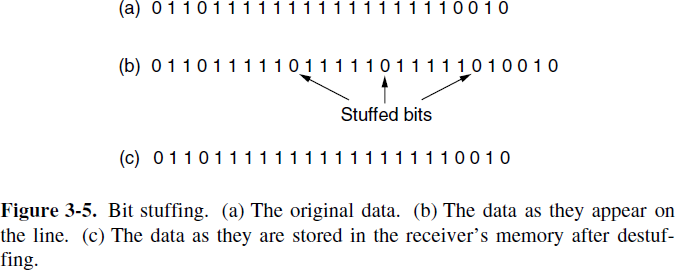 (a) 0 1 1 0 1 1 1 1 1 1 1 1 1 1 1 1 1 1 1 1 0 0 1 0
(b) 0 1 1 0 1 1 1 1 1 0 1 1 1 1 1 0 1 1 1 1 1 0 1 0 0 1 0
Stuffed bits
(c) 0 1 1 0 1 1 1 1 1 1 1 1 1 1 1 1 1 1 1 1 0 0 1 0
Figure 3-5. Bit stuffing. (a) The original data. (b) The data as they appear on
the line. (c) The data as they are stored in the receiver’s memory after destuf-
fing.